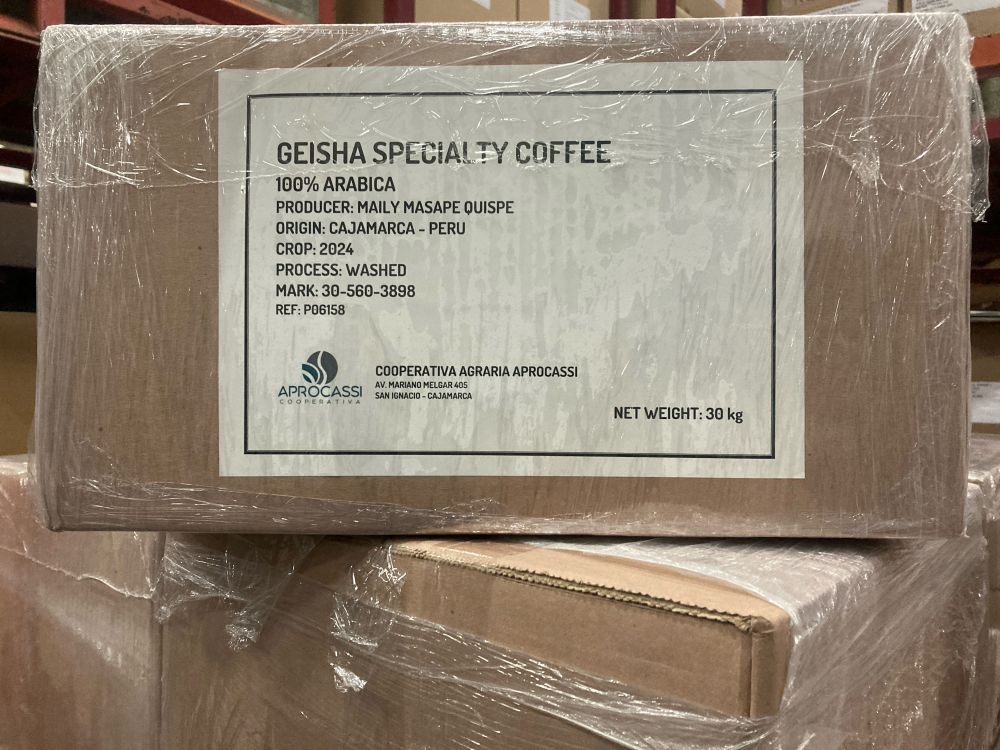 GEISHA SPECIALTY COFFEE
100% ARABICA
PRODUCER: MAILY MASAPE QUISPE
ORIGIN: CAJAMARCA - PERU
CROP: 2024
PROCESS: WASHED
MARK: 30-560-3898
REF: P06158
APROCASSI
COOPERATIVA
COOPERATIVA AGRARIA APROCASSI
AV. MARIANO MELGAR 405
SAN IGNACIO - CAJAMARCA
NET WEIGHT: 30 kg